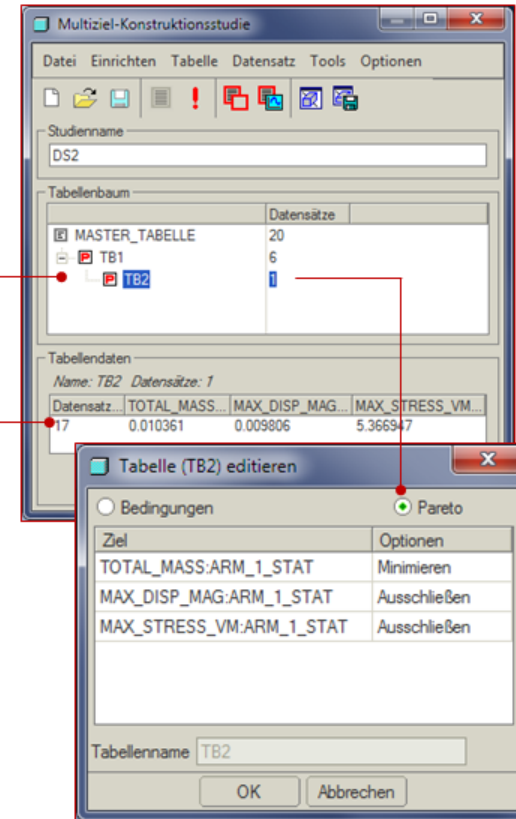 Multiziel-Konstruktionsstudie
Datei Einrichten Tabelle Datensatz Tools Optionen
Studienname
DS2
Tabellenbaum
Datensätze
MASTER_TABELLE 20
P TB1 6
P TB2 1
Tabellendaten
Name: TB2 Datensätze: 1
Datensatz... TOTAL_MASS... MAX_DISP_MAG... MAX_STRESS_VM...
17 0.010361 0.009806 5.366947
Tabelle (TB2) editieren
Bedingungen Pareto
Ziel Optionen
TOTAL_MASS:ARM_1_STAT Minimieren
MAX_DISP_MAG:ARM_1_STAT Ausschließen
MAX_STRESS_VM:ARM_1_STAT Ausschließen
Tabellenname TB2
OK Abbrechen